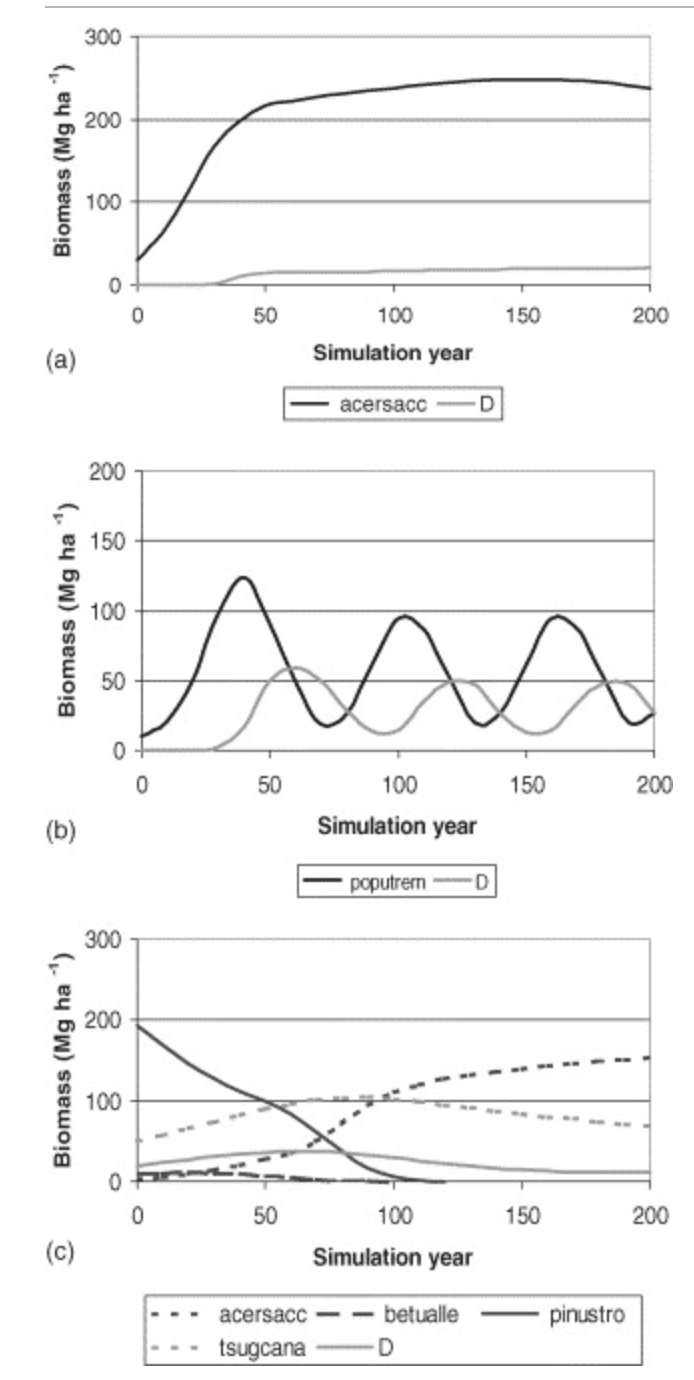 300
200
100
0
Biomass (Mg ha -1)
0 50 100 150 200
Simulation year
(a)
acersacc D
200
150
100
50
0
Biomass (Mg ha -1)
0 50 100 150 200
Simulation year
(b)
poputrem D
300
200
100
0
Biomass (Mg ha -1)
0 50 100 150 200
Simulation year
(c)
acersacc betualle pinustro
tsugcana D